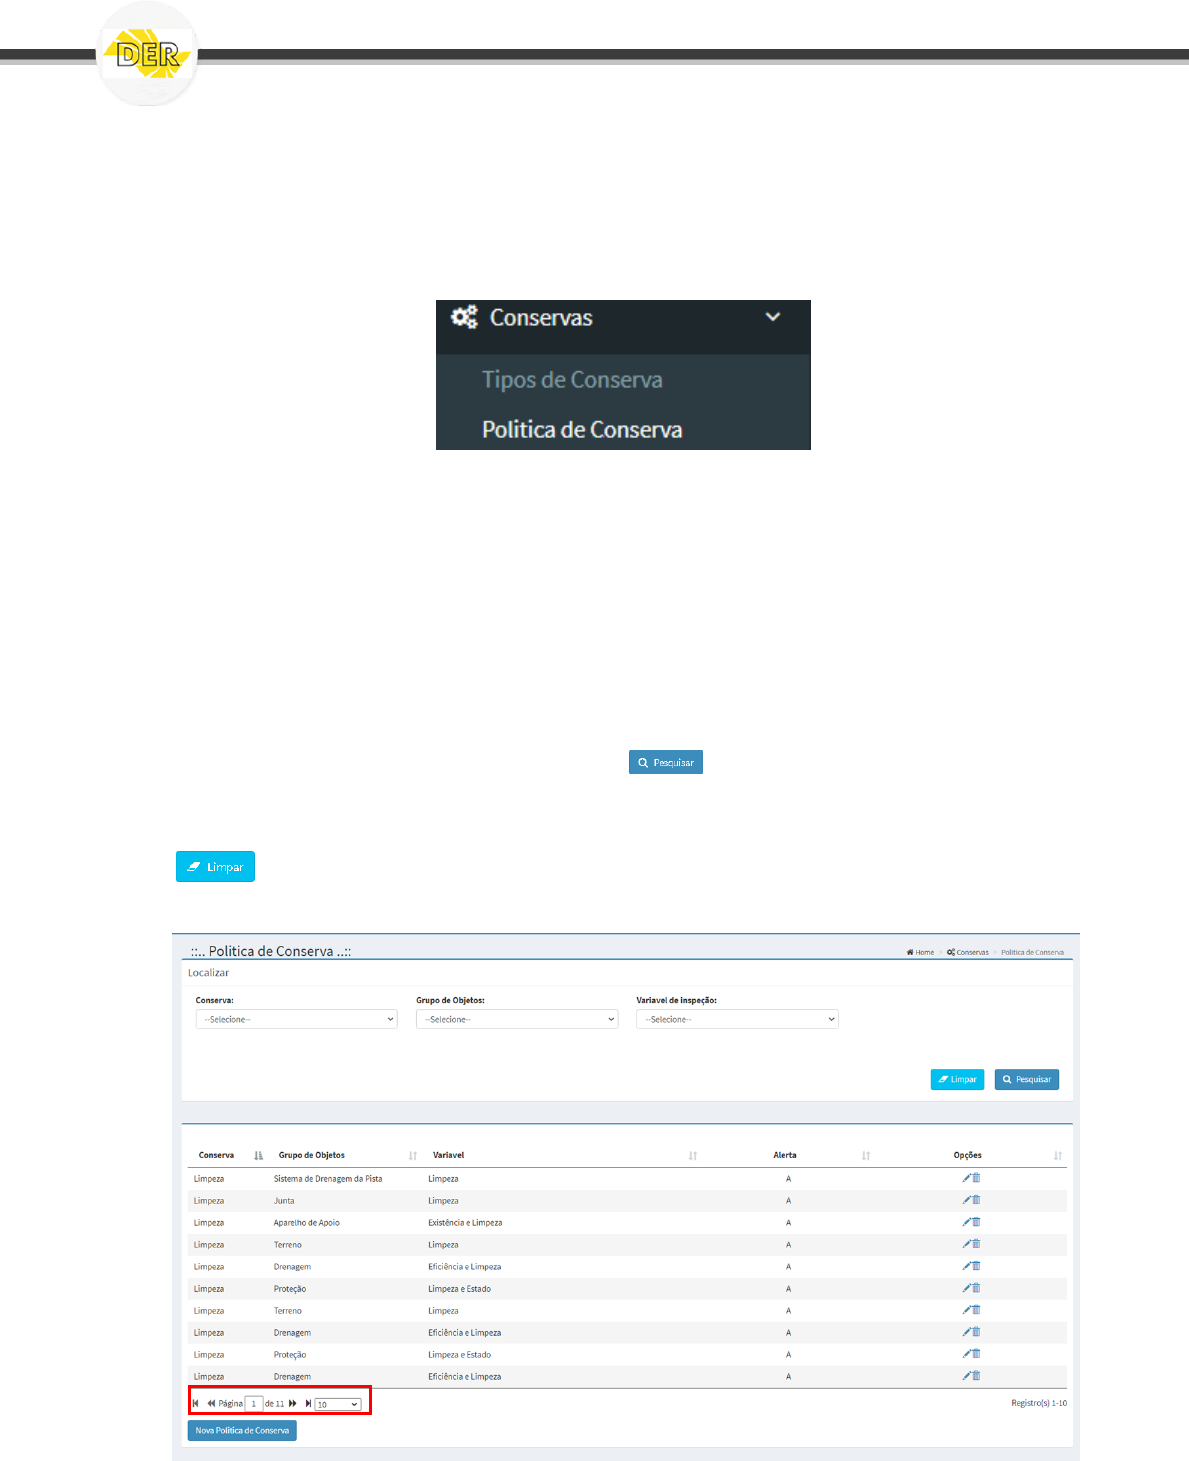 DER
Conservas
Tipos de Conserva
Politica de Conserva
Pesquisar
Limpar
::.. Politica de Conserva ..::
Home > Conservas > Politica de Conserva
Localizar
Conserva: Grupo de Objetos: Variavel de inspeção:
--Selecione-- --Selecione-- --Selecione--
Limpar Pesquisar
Conserva Grupo de Objetos Variavel Alerta Opções
Limpeza Sistema de Drenagem da Pista Limpeza A
Limpeza Junta Limpeza A
Limpeza Aparelho de Apoio Existência e Limpeza A
Limpeza Terreno Limpeza A
Limpeza Drenagem Eficiência e Limpeza A
Limpeza Proteção Limpeza e Estado A
Limpeza Terreno Limpeza A
Limpeza Drenagem Eficiência e Limpeza A
Limpeza Proteção Limpeza e Estado A
Limpeza Drenagem Eficiência e Limpeza A
Página 1 de 11 10 Registro(s) 1-10
Nova Politica de Conserva